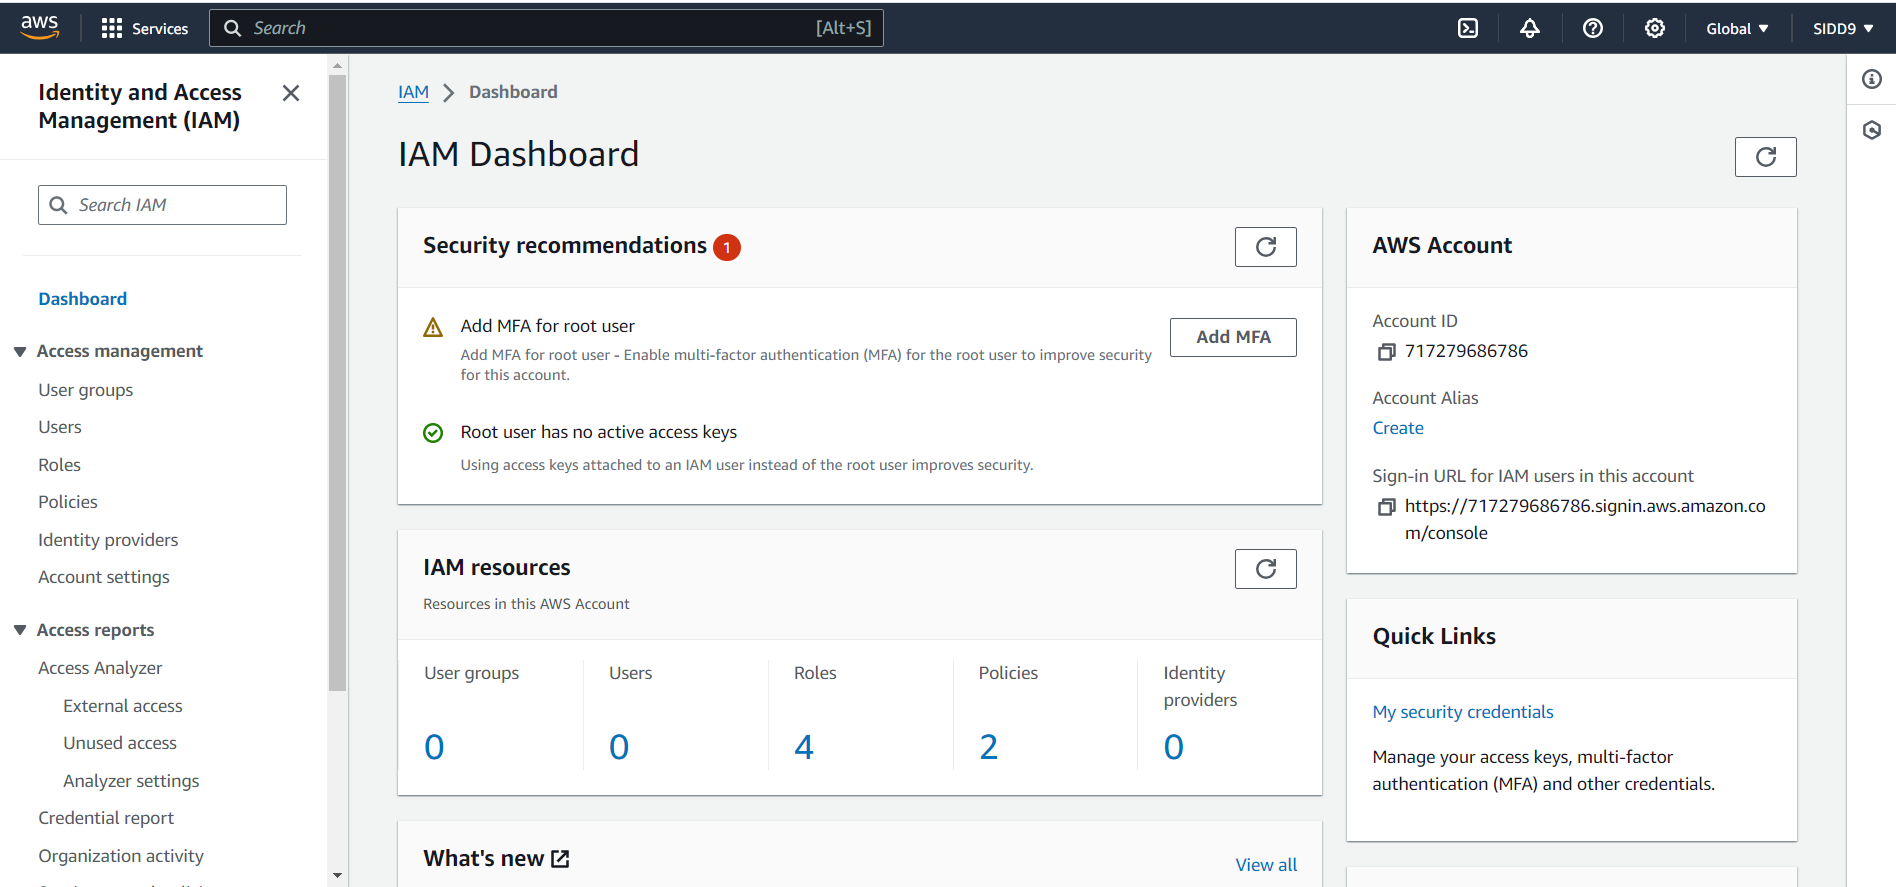 aws
Services
Search
[Alt+S]
Global
SIDD9
Identity and Access
Management (IAM)
Search IAM
Dashboard
Access management
User groups
Users
Roles
Policies
Identity providers
Account settings
Access reports
Access Analyzer
External access
Unused access
Analyzer settings
Credential report
Organization activity
IAM
Dashboard
IAM Dashboard
Security recommendations 1
Add MFA for root user
Add MFA for root user - Enable multi-factor authentication (MFA) for the root user to improve security
for this account.
Add MFA
Root user has no active access keys
Using access keys attached to an IAM user instead of the root user improves security.
IAM resources
Resources in this AWS Account
User groups
0
Users
0
Roles
4
Policies
2
Identity
providers
0
What's new
View all
AWS Account
Account ID
717279686786
Account Alias
Create
Sign-in URL for IAM users in this account
https://717279686786.signin.aws.amazon.co
m/console
Quick Links
My security credentials
Manage your access keys, multi-factor
authentication (MFA) and other credentials.